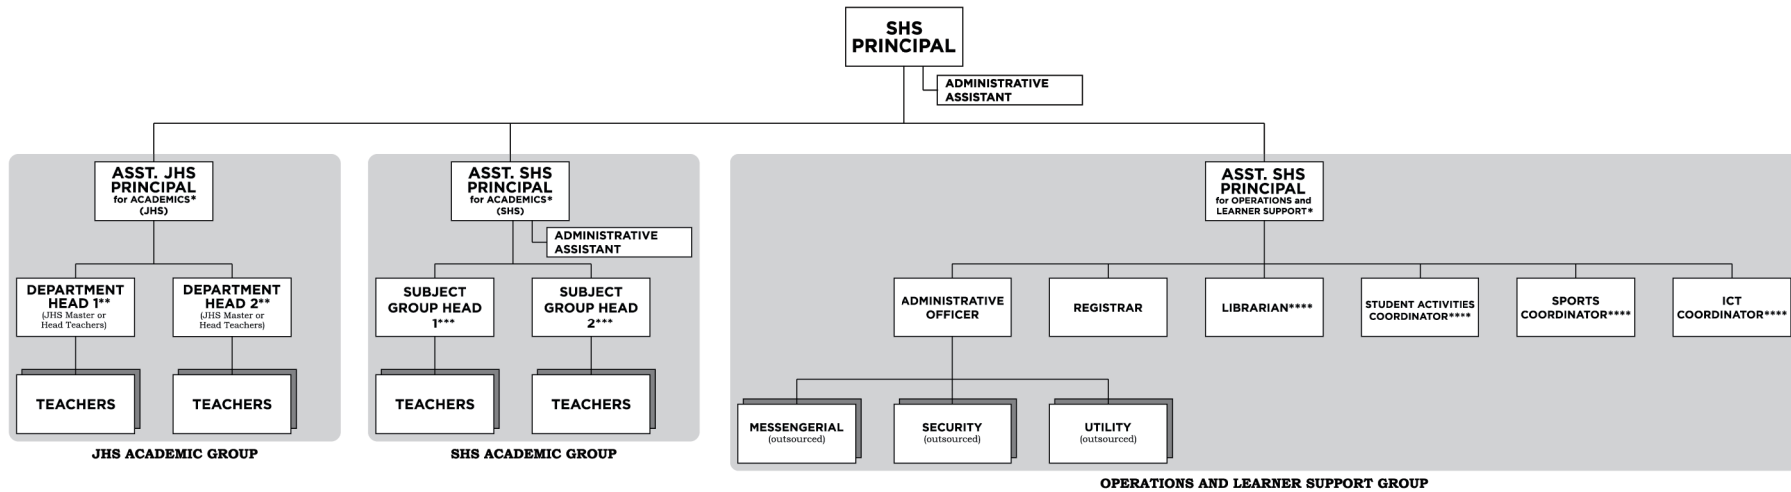 SHS
PRINCIPAL
ADMINISTRATIVE
ASSISTANT
ASST. JHS
PRINCIPAL
for ACADEMICS*
(JHS)
DEPARTMENT
HEAD 1**
(JHS Master or
Head Teachers)
DEPARTMENT
HEAD 2**
(JHS Master or
Head Teachers)
TEACHERS
TEACHERS
JHS ACADEMIC GROUP
ASST. SHS
PRINCIPAL
for ACADEMICS*
(SHS)
ADMINISTRATIVE
ASSISTANT
SUBJECT
GROUP HEAD
1***
SUBJECT
GROUP HEAD
2***
TEACHERS
TEACHERS
SHS ACADEMIC GROUP
ASST. SHS
PRINCIPAL
for OPERATIONS and
LEARNER SUPPORT*
ADMINISTRATIVE
OFFICER
REGISTRAR
LIBRARIAN****
STUDENT ACTIVITIES
COORDINATOR****
SPORTS
COORDINATOR****
ICT
COORDINATOR****
MESSENGERIAL
(outsourced)
SECURITY
(outsourced)
UTILITY
(outsourced)
OPERATIONS AND LEARNER SUPPORT GROUP